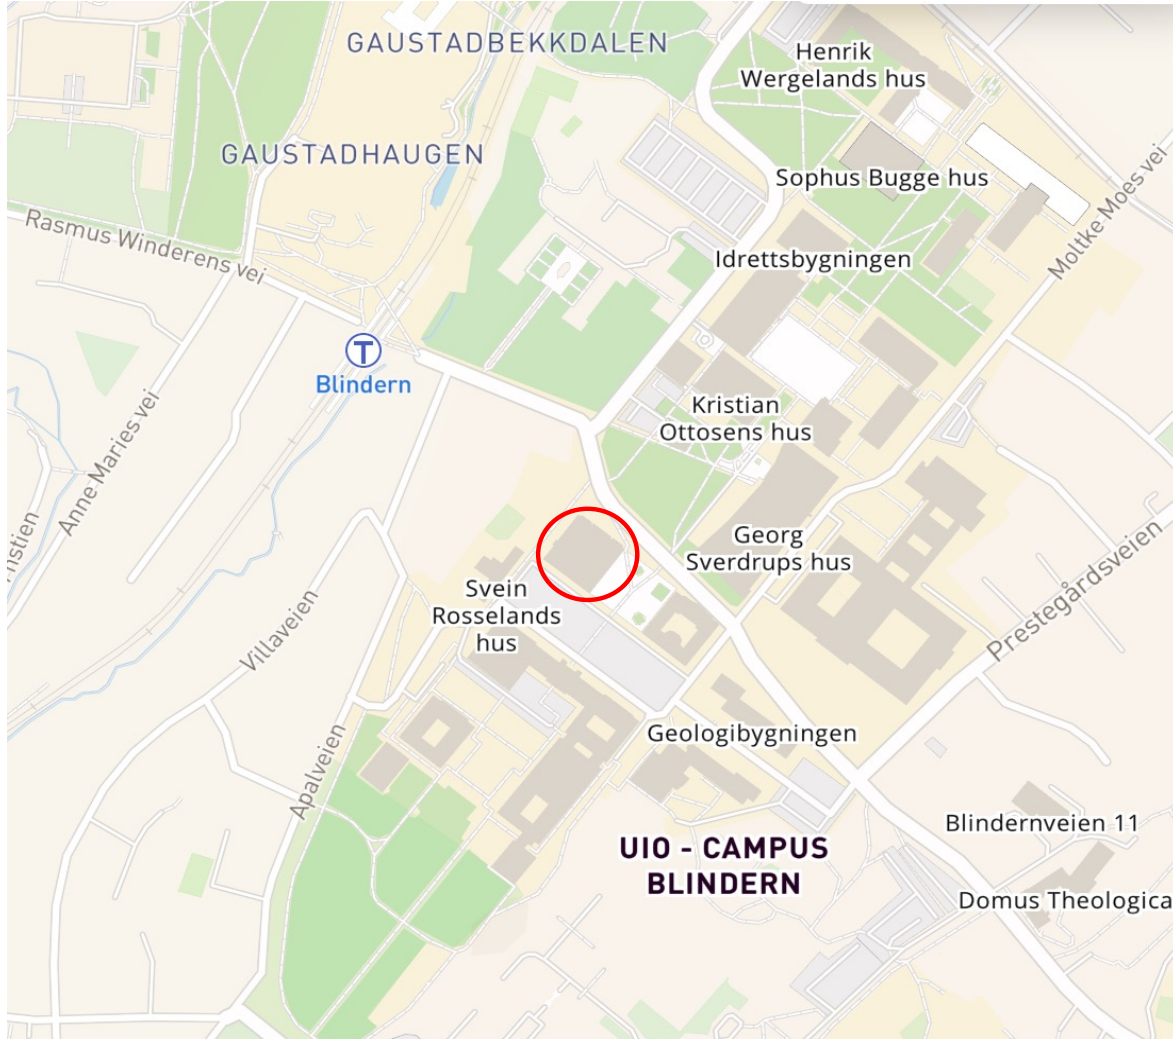 GAUSTADBEKKDALEN
Henrik
Wergelands hus
GAUSTADHAUGEN
Sophus Bugge hus
Moltke Moes vei
Rasmus Winderens vei
Idrettsbygningen
T
Blindern
Kristian
Ottosens hus
Anne Maries vei
Georg
Sverdrups hus
Svein
Rosselands
hus
Prestegårdsveien
Villaveien
Geologibygningen
Apalveien
Blindernveien 11
UIO - CAMPUS
BLINDERN
Domus Theologica